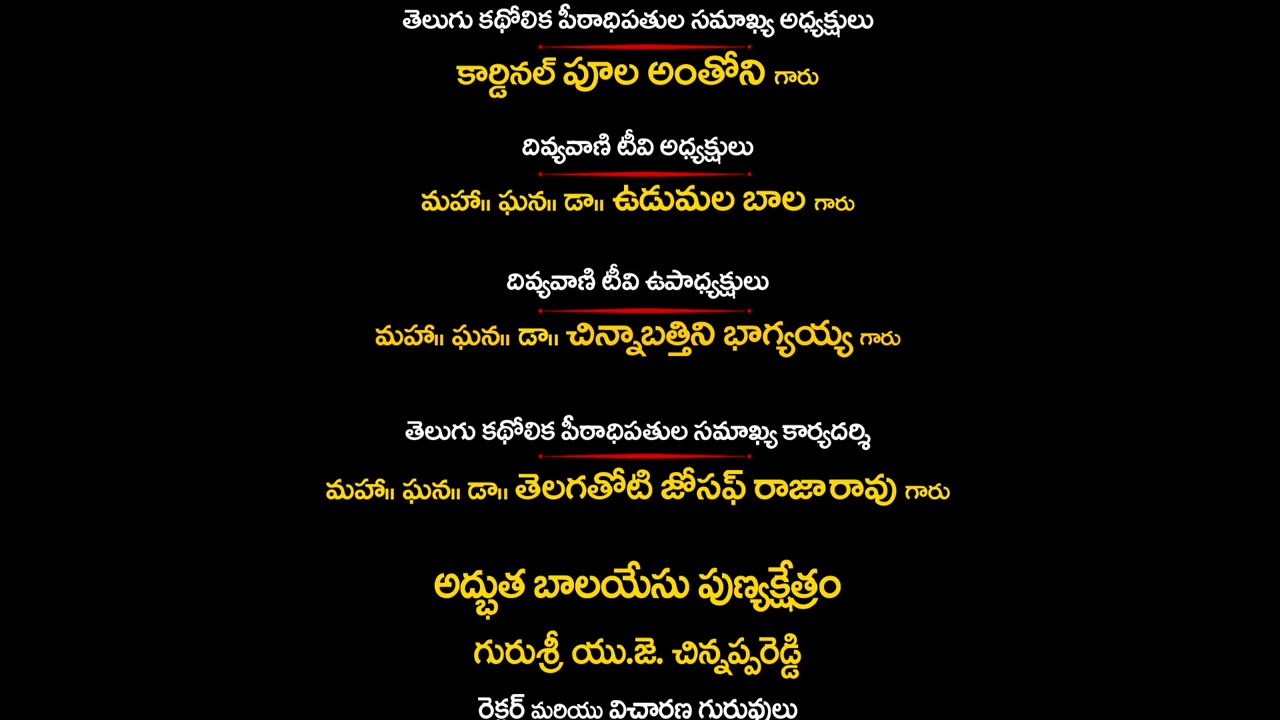 తెలుగు కథోలిక పీఠాధిపతుల సమాఖ్య అధ్యక్షులు
కార్డినల్ పూల అంతోని గారు
దివ్యవాణి టీవి అధ్యక్షులు
మహా॥ ఘన॥ డా॥ ఉడుమల బాల గారు
దివ్యవాణి టీవి ఉపాధ్యక్షులు
మహా॥ ఘన॥ డా॥ చిన్నాబత్తిని భాగ్యయ్య గారు
తెలుగు కథోలిక పీఠాధిపతుల సమాఖ్య కార్యదర్శి
మహా॥ ఘన॥ డా॥ తెలగతోటి జోసఫ్ రాజారావు గారు
అద్భుత బాలయేసు పుణ్యక్షేత్రం
గురుశ్రీ యు.జె. చిన్నప్పరెడ్డి
రెక్టర్ మరియు విచారణ గురువులు